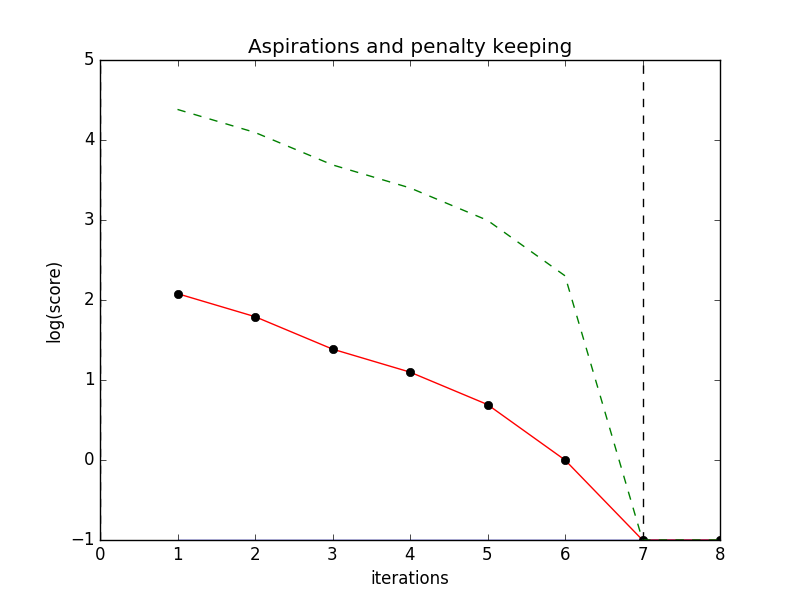 Aspirations and penalty keeping
5
4
3
2
1
0
−1
log(score)
0 1 2 3 4 5 6 7 8
iterations